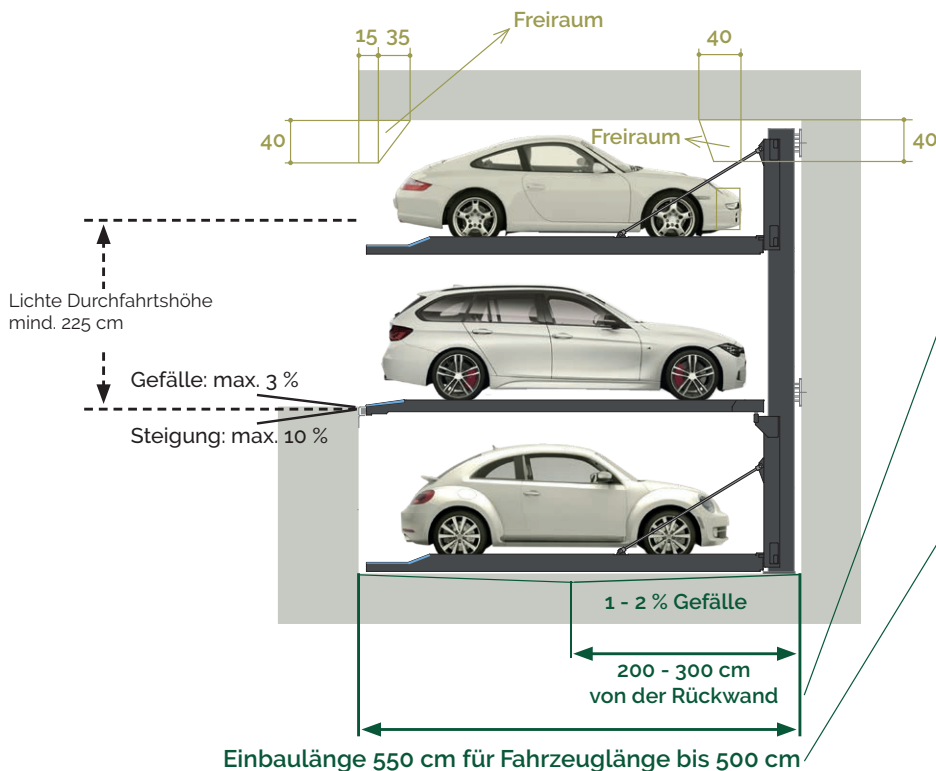 Freiraum
15 35
40
40
Freiraum
40
40
Lichte Durchfahrtshöhe
mind. 225 cm
Gefälle: max. 3 %
Steigung: max. 10 %
1 - 2 % Gefälle
200 - 300 cm
von der Rückwand
Einbaulänge 550 cm für Fahrzeuglänge bis 500 cm